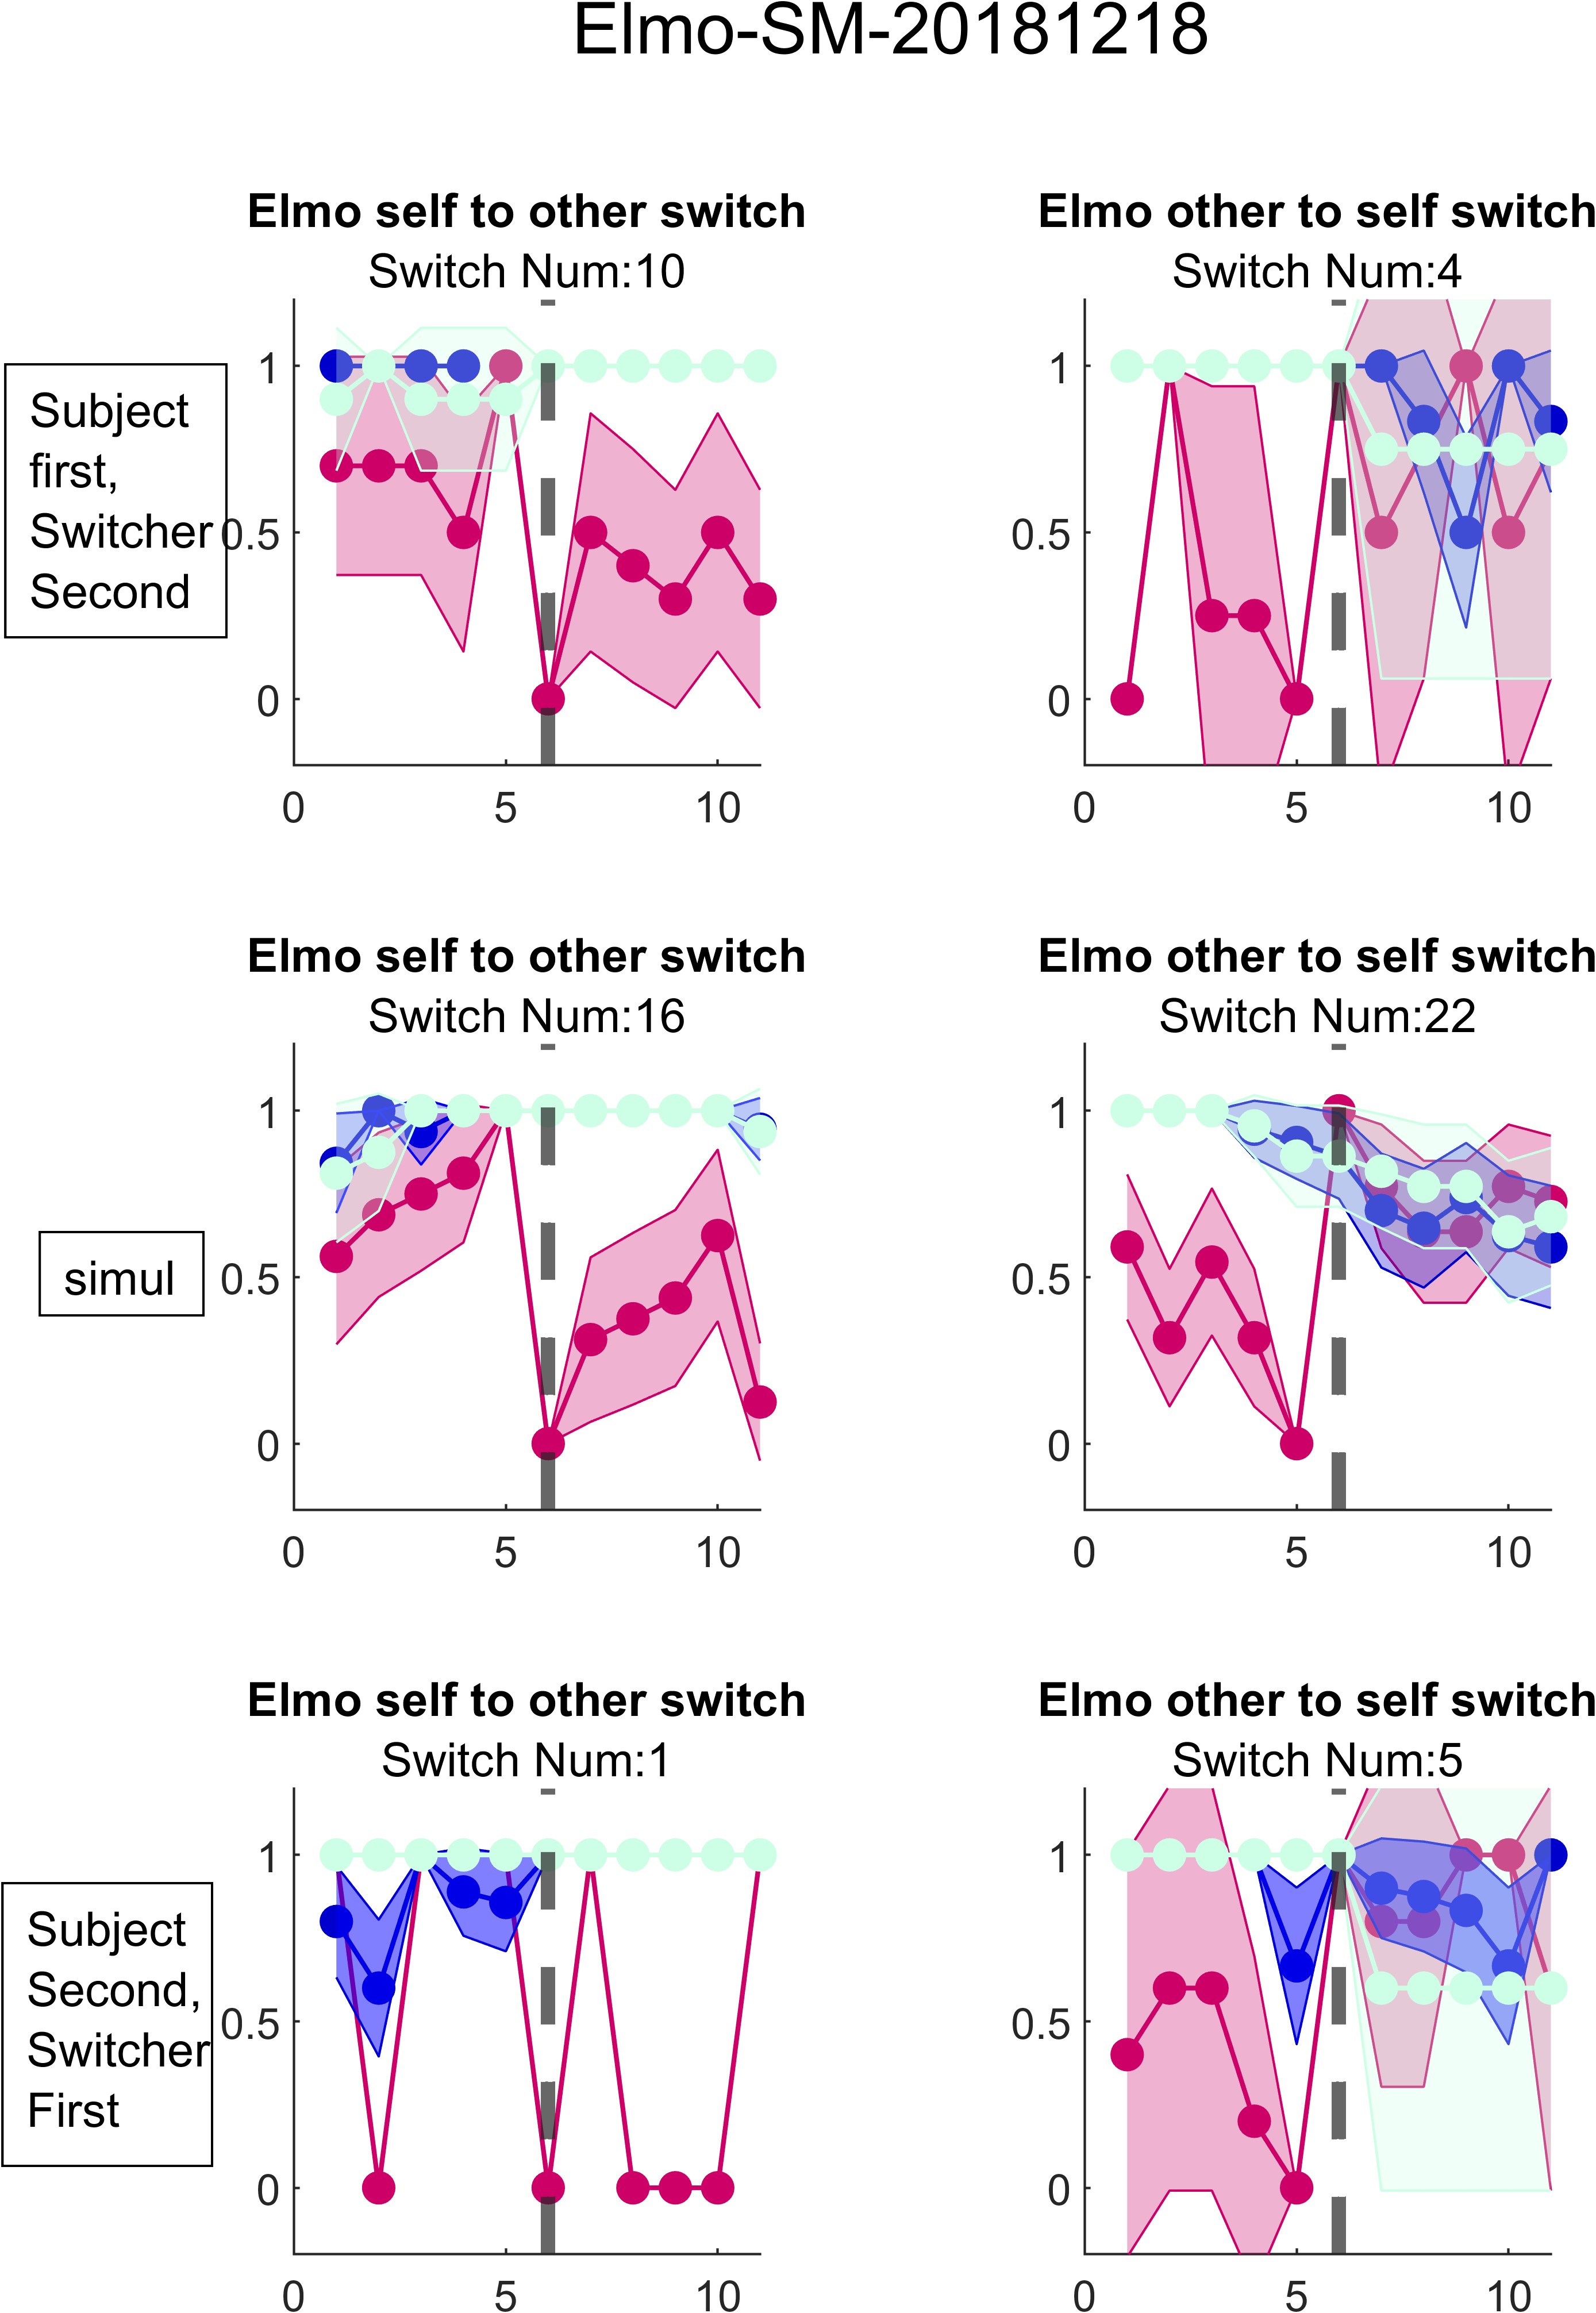 Elmo-SM-20181218
Elmo self to other switch
Switch Num:10
Elmo other to self switch
Switch Num:4
Subject
first,
Switcher
Second
1
0.5
0
0 5 10
1
0.5
0
0 5 10
Elmo self to other switch
Switch Num:16
Elmo other to self switch
Switch Num:22
simul
1
0.5
0
0 5 10
1
0.5
0
0 5 10
Elmo self to other switch
Switch Num:1
Elmo other to self switch
Switch Num:5
Subject
Second,
Switcher
First
1
0.5
0
0 5 10
1
0.5
0
0 5 10